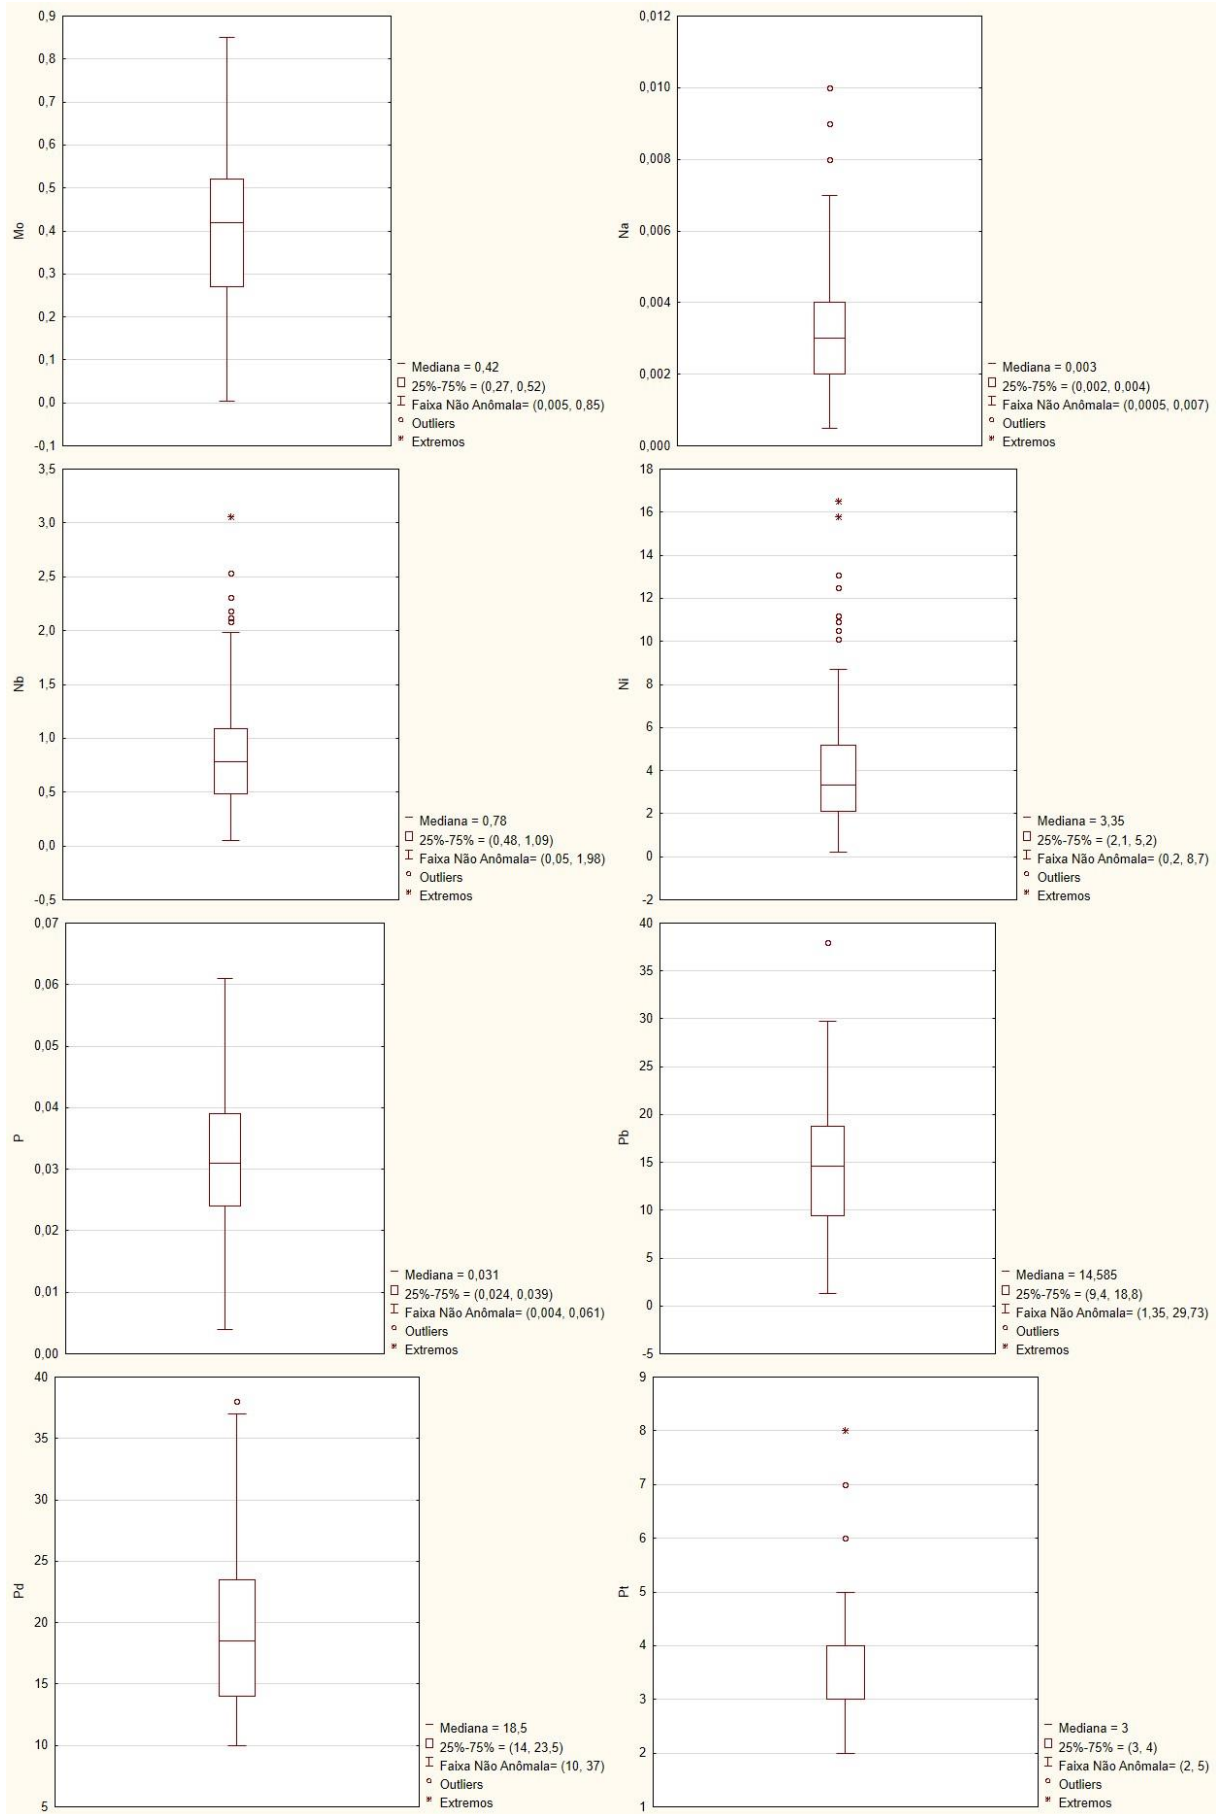 0,9
0,8
0,7
0,6
0,5
0,4
0,3
0,2
0,1
0,0
-0,1
Mo
Mediana = 0,42
25%-75% = (0,27, 0,52)
Faixa Não Anômala= (0,005, 0,85)
Outliers
Extremos
0,012
0,010
0,008
0,006
0,004
0,002
0,000
Na
Mediana = 0,003
25%-75% = (0,002, 0,004)
Faixa Não Anômala= (0,0005, 0,007)
Outliers
Extremos
3,5
3,0
2,5
2,0
1,5
1,0
0,5
0,0
-0,5
Nb
Mediana = 0,78
25%-75% = (0,48, 1,09)
Faixa Não Anômala= (0,05, 1,98)
Outliers
Extremos
18
16
14
12
10
8
6
4
2
0
-2
Ni
Mediana = 3,35
25%-75% = (2,1, 5,2)
Faixa Não Anômala= (0,2, 8,7)
Outliers
Extremos
0,07
0,06
0,05
0,04
0,03
0,02
0,01
0,00
P
Mediana = 0,031
25%-75% = (0,024, 0,039)
Faixa Não Anômala= (0,004, 0,061)
Outliers
Extremos
40
35
30
25
20
15
10
5
0
-5
Pb
Mediana = 14,585
25%-75% = (9,4, 18,8)
Faixa Não Anômala= (1,35, 29,73)
Outliers
Extremos
40
35
30
25
20
15
10
5
Pd
Mediana = 18,5
25%-75% = (14, 23,5)
Faixa Não Anômala= (10, 37)
Outliers
Extremos
9
8
7
6
5
4
3
2
1
Pt
Mediana = 3
25%-75% = (3, 4)
Faixa Não Anômala= (2, 5)
Outliers
Extremos